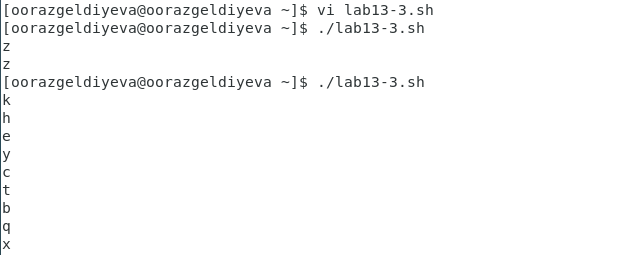 [oorazgeldiyeva@oorazgeldiyeva ~]$ vi lab13-3.sh
[oorazgeldiyeva@oorazgeldiyeva ~]$ ./lab13-3.sh
z
z
[oorazgeldiyeva@oorazgeldiyeva ~]$ ./lab13-3.sh
k
h
e
y
c
t
b
q
x